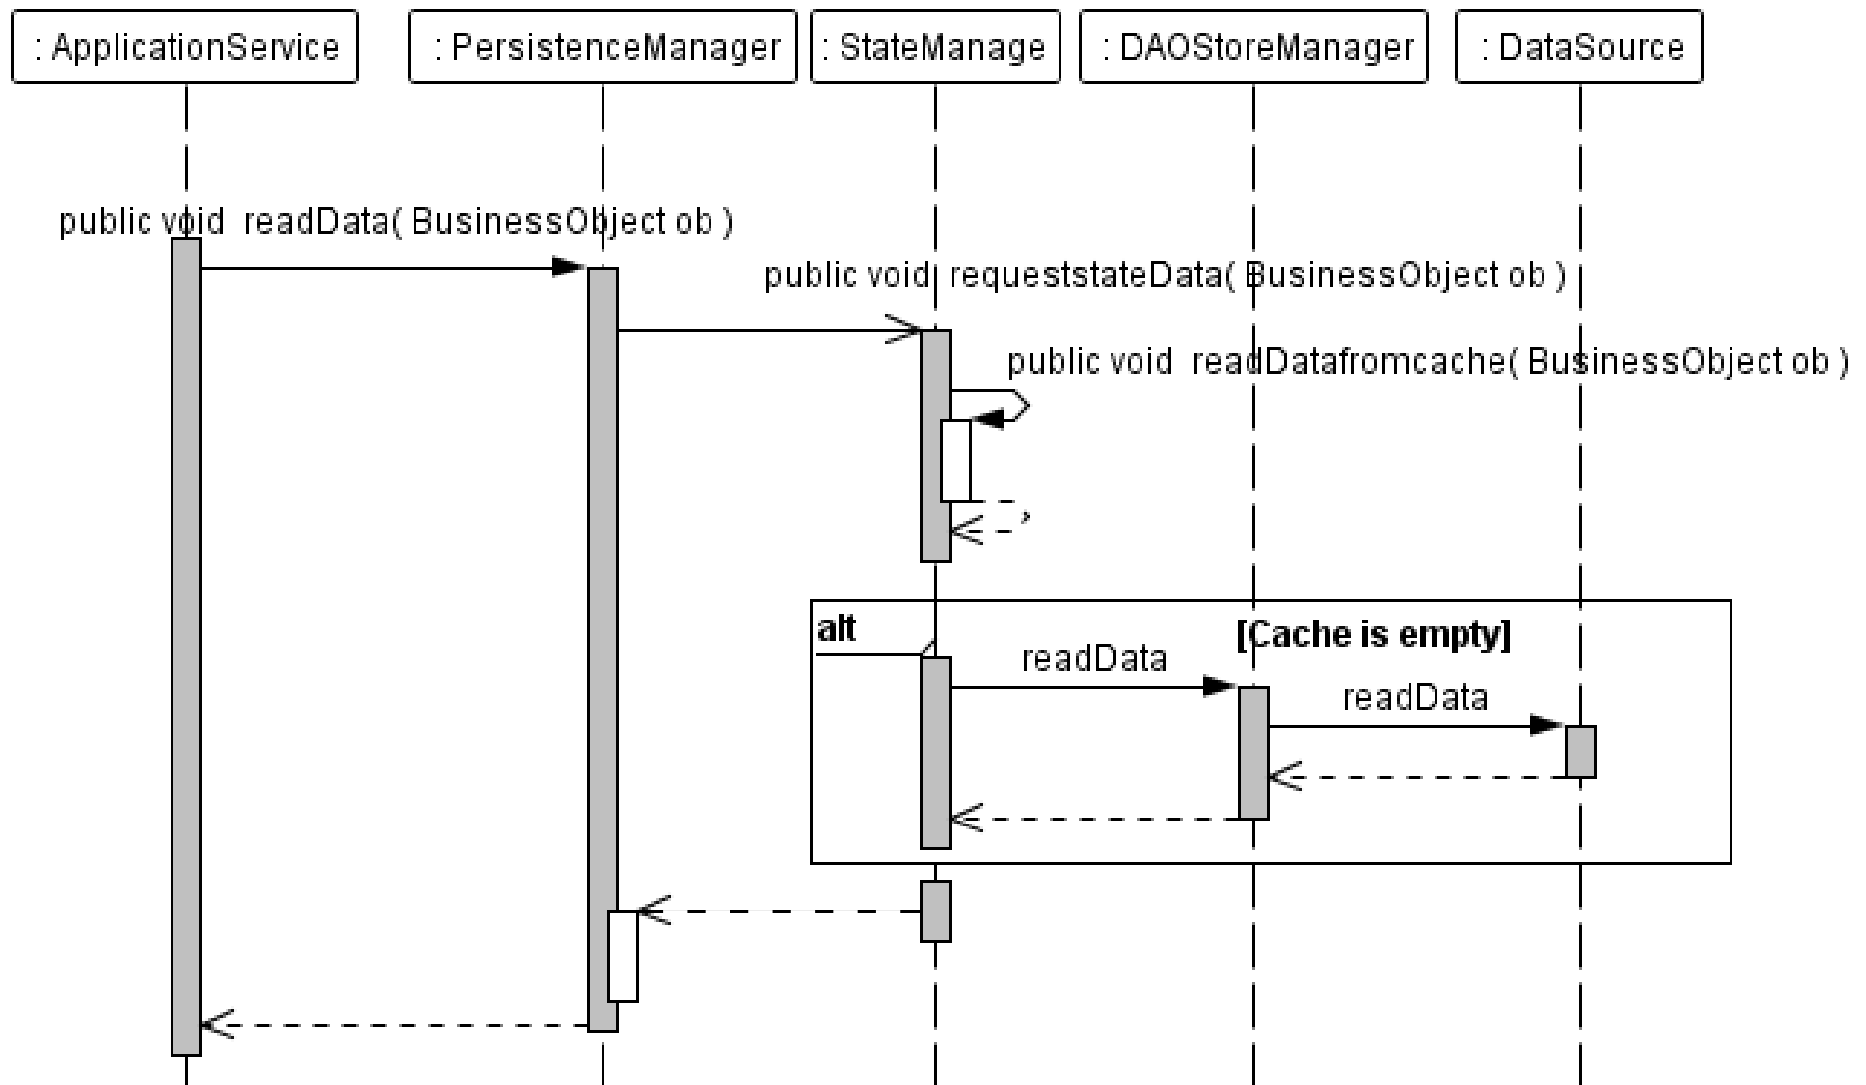 : ApplicationService
: PersistenceManager
: StateManage
: DAOStoreManager
: DataSource
public void readData( BusinessObject ob )
public void requeststateData( BusinessObject ob )
public void readDatafromcache( BusinessObject ob )
alt
[Cache is empty]
readData
readData